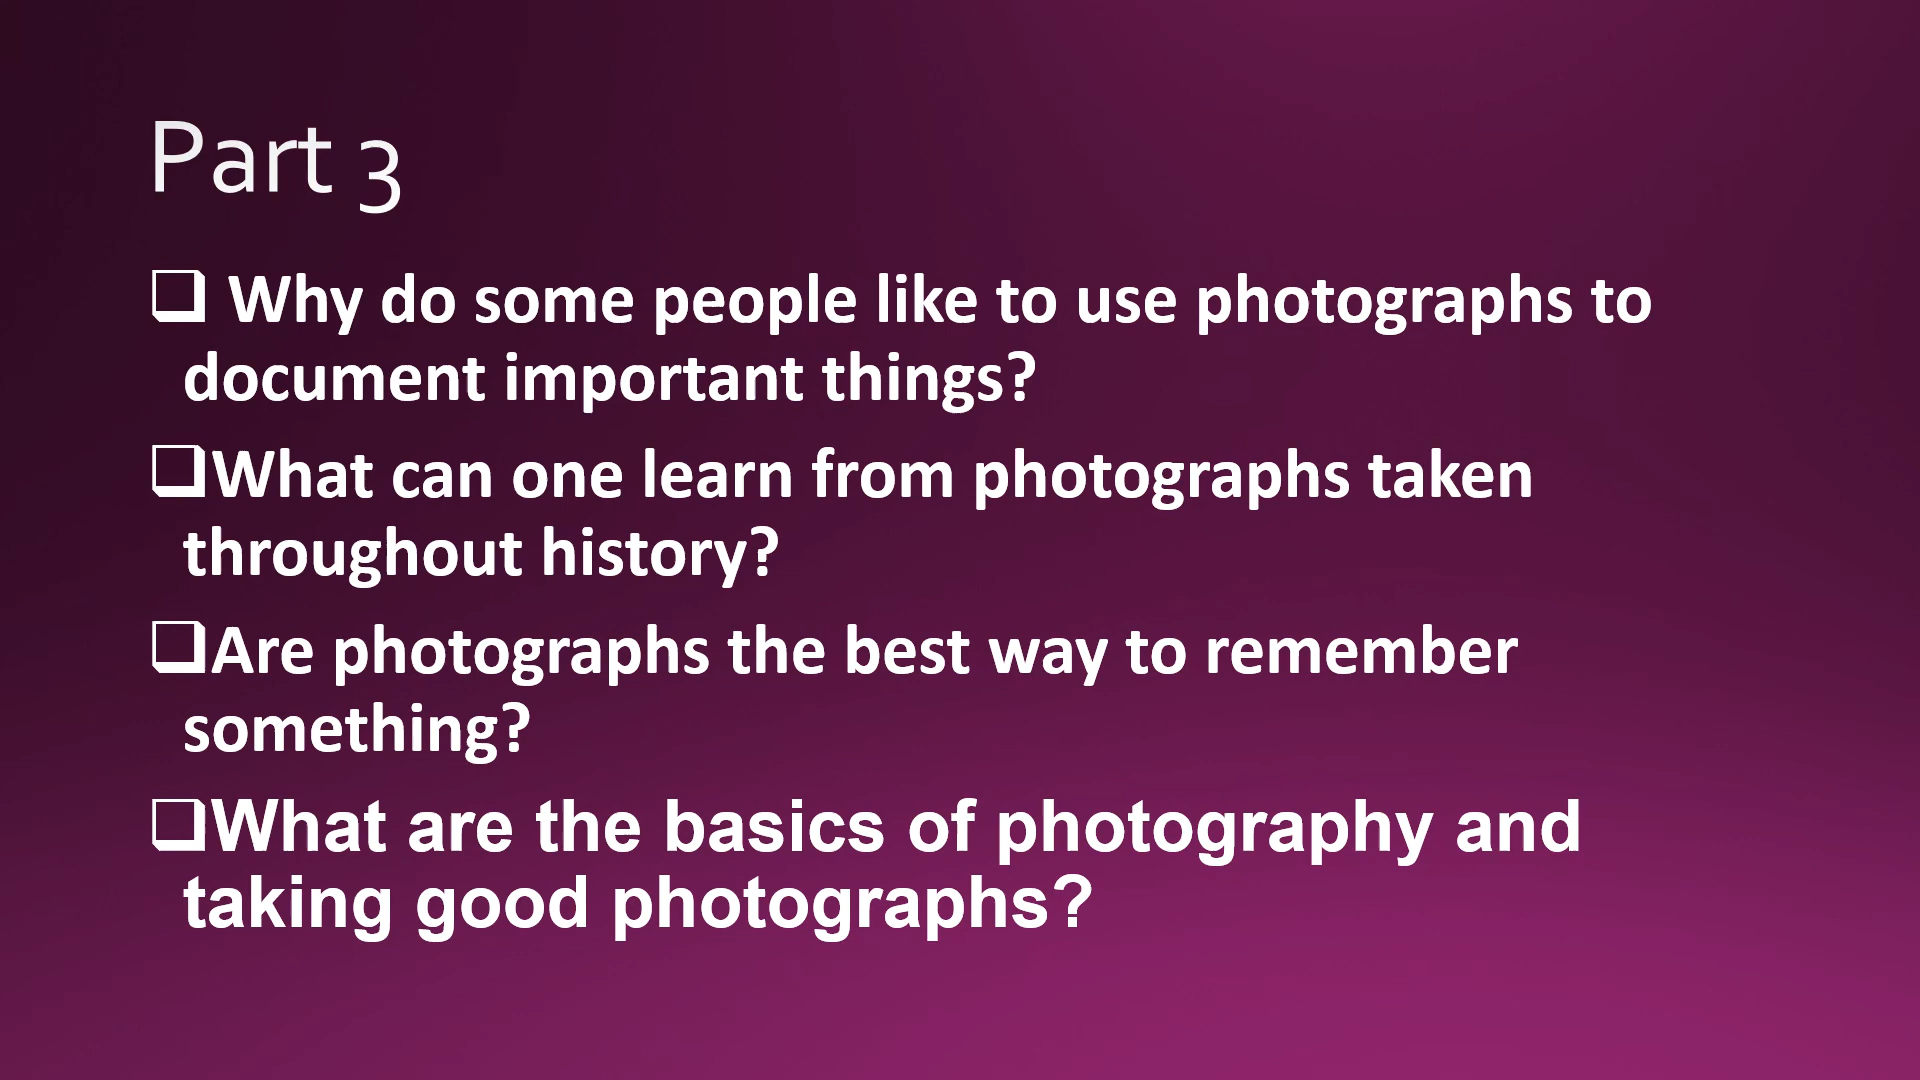 Part 3
❑ Why do some people like to use photographs to
document important things?
❑What can one learn from photographs taken
throughout history?
❑Are photographs the best way to remember
something?
❑What are the basics of photography and
taking good photographs?